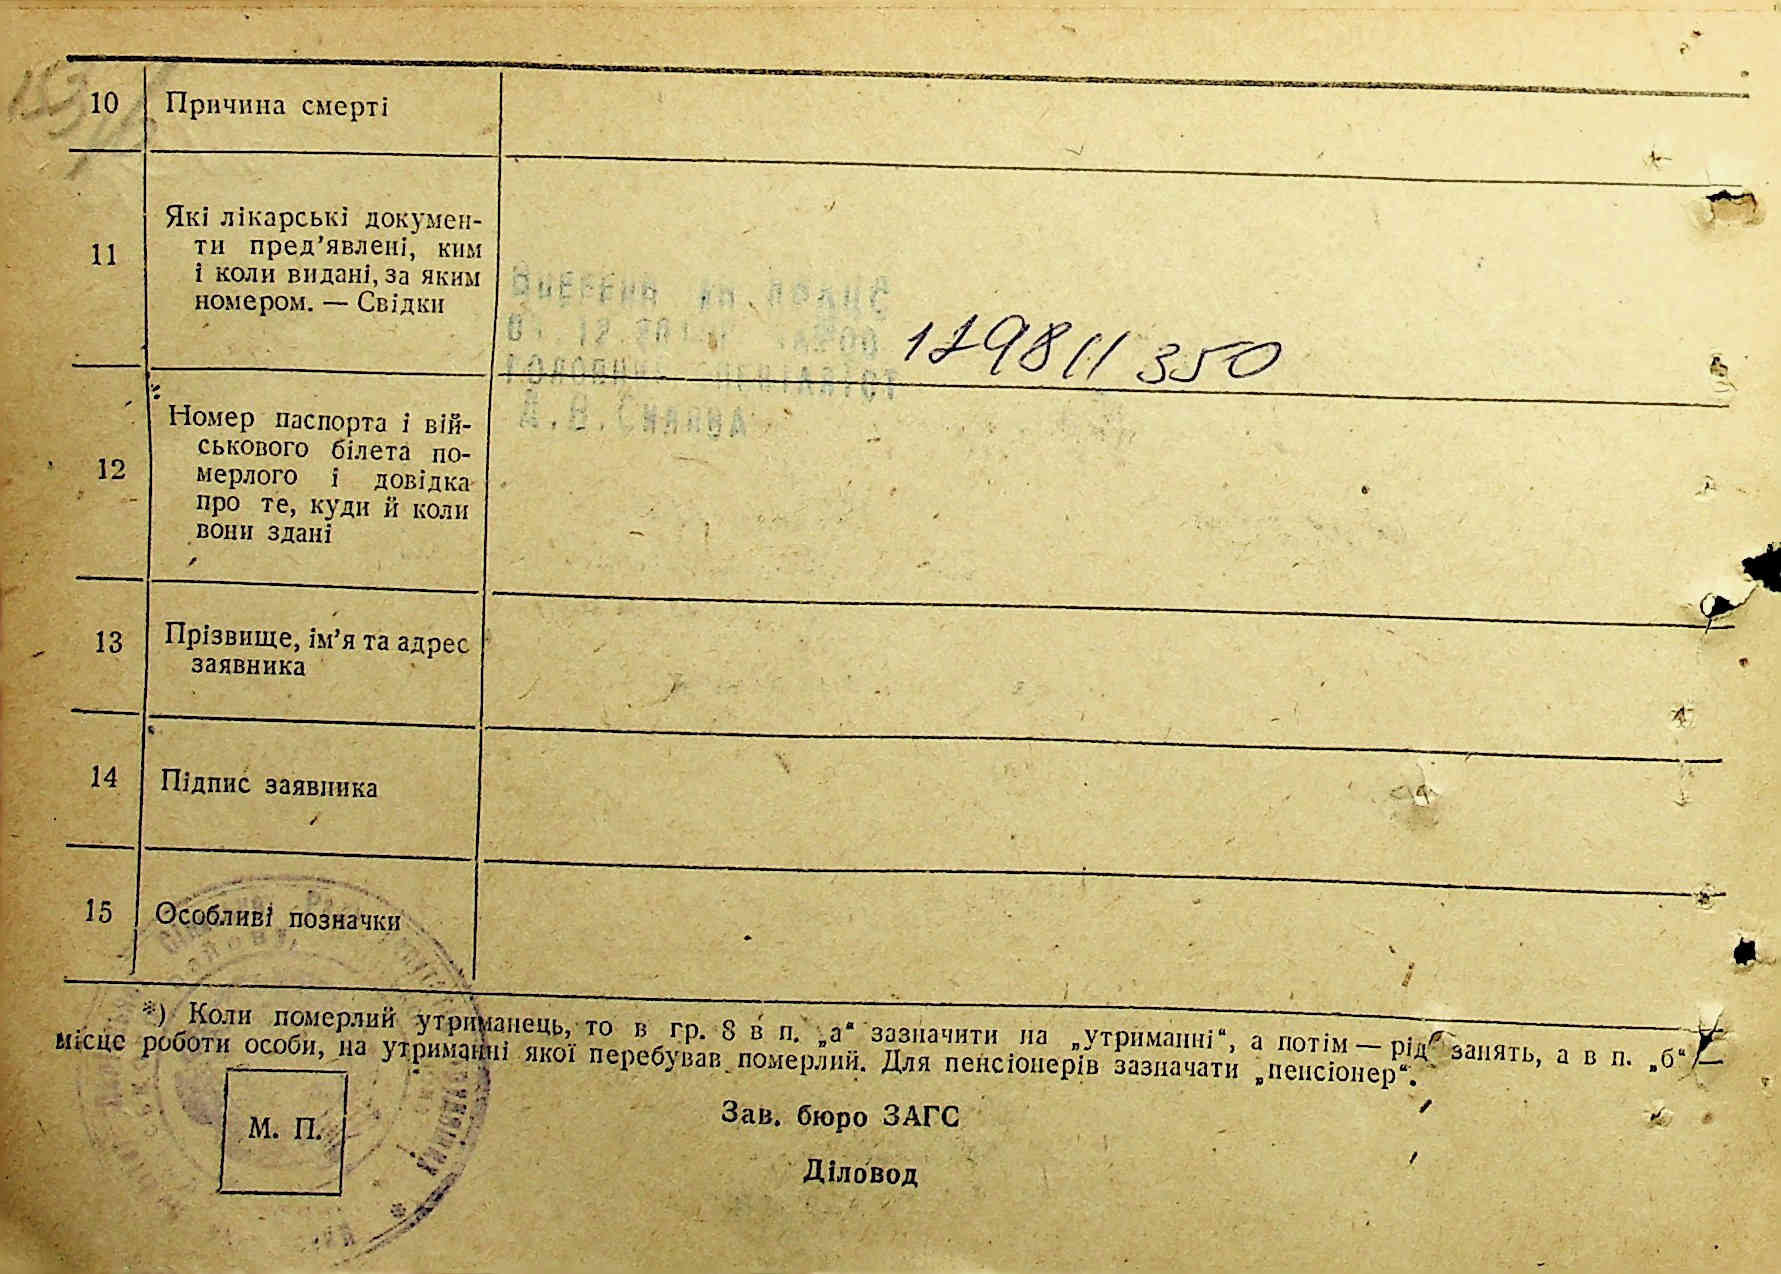 10 Причина смерті
11 Які лікарські докумен-
ти пред’явлені, ким
і коли видані, за яким
номером. — Свідки
179811350
12 Номер паспорта і вій-
ськового білета по-
мерлого і довідка
про те, куди й коли
вони здані
13 Прізвище, ім’я та адрес
заявника
14 Підпис заявника
15 Особливі позначки
*) Коли померлий утриманець, то в гр. 8 в п. „а“ зазначити на „утриманні“, а потім — рід занять, а в п. „б“ —
місце роботи особи, на утриманні якої перебував померлий. Для пенсіонерів зазначати „пенсіонер“.
М. П.
Зав. бюро ЗАГС
Діловод